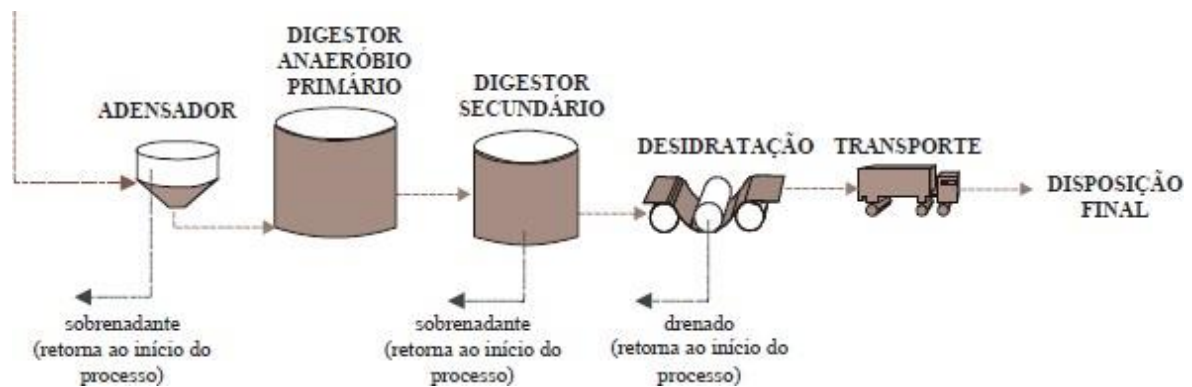 ADENSADOR
DIGESTOR
ANAERÓBIO
PRIMÁRIO
DIGESTOR
SECUNDÁRIO
DESIDRATAÇÃO
TRANSPORTE
DISPOSIÇÃO
FINAL
sobrenadante
(retorna ao início do
processo)
sobrenadante
(retorna ao início do
processo)
drenado
(retorna ao início do
processo)